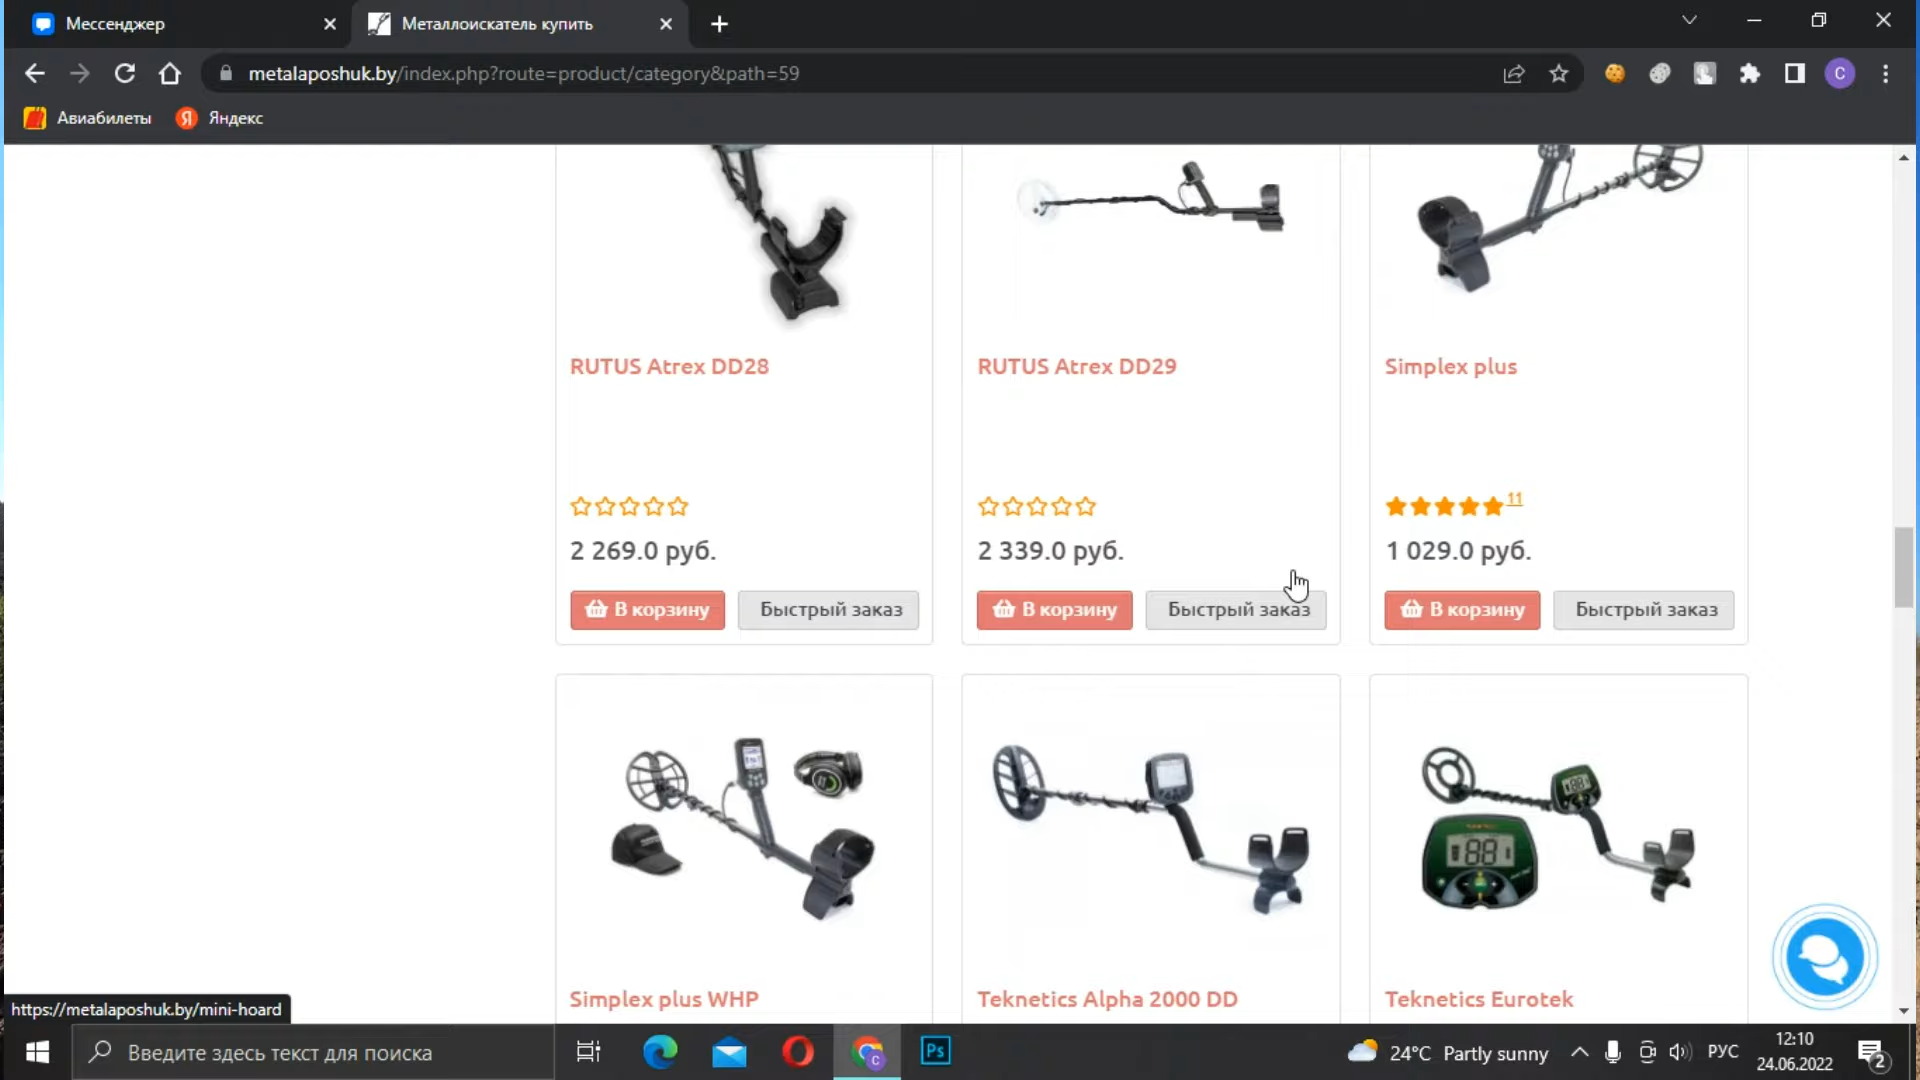 Мессенджер
Металлоискатель купить
metalaposhuk.by/index.php?route=product/category&path=59
C
Авиабилеты
Я Яндекс
RUTUS Atrex DD28
RUTUS Atrex DD29
Simplex plus
11
2 269.0 руб.
2 339.0 руб.
1 029.0 руб.
В корзину
Быстрый заказ
В корзину
Быстрый заказ
В корзину
Быстрый заказ
88
Simplex plus WHP
Teknetics Alpha 2000 DD
Teknetics Eurotek
https://metalaposhuk.by/mini-hoard
Введите здесь текст для поиска
C
Ps
24°C Partly sunny
РУС
12:10
24.06.2022
2